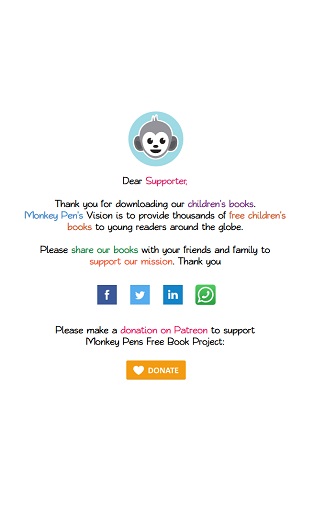 Dear Supporter,
Thank you for downloading our children's books.
Monkey Pen's Vision is to provide thousands of free children's
books to young readers around the globe.
Please share our books with your friends and family to
support our mission. Thank you
f
in
Please make a donation on Patreon to support
Monkey Pens Free Book Project:
DONATE